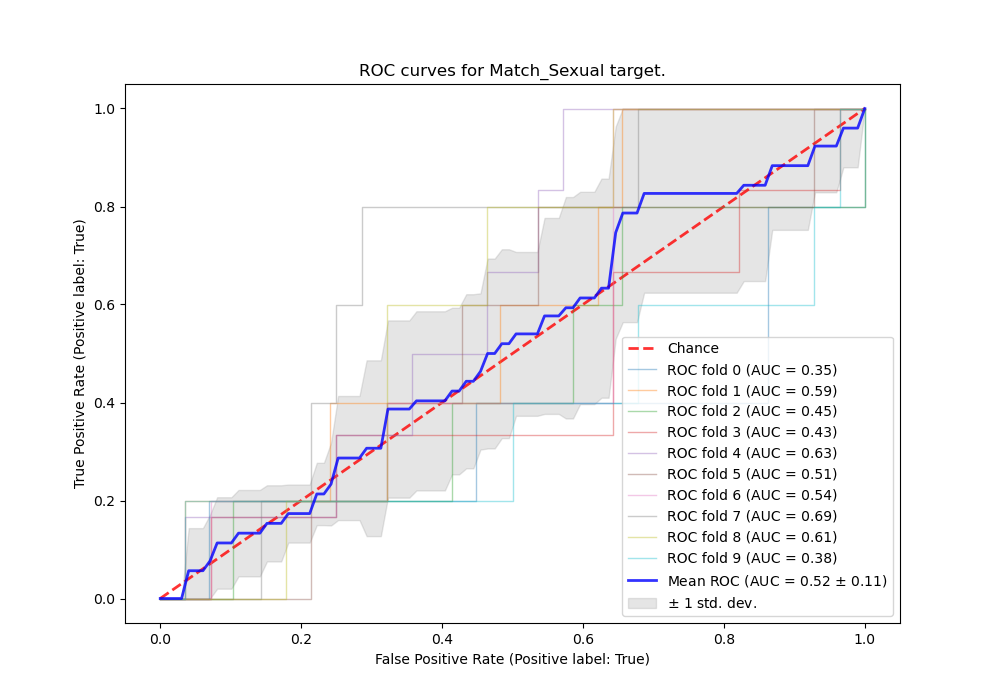 ROC curves for Match_Sexual target.
True Positive Rate (Positive label: True)
1.0
0.8
0.6
0.4
0.2
0.0
0.0 0.2 0.4 0.6 0.8 1.0
False Positive Rate (Positive label: True)
Chance
ROC fold 0 (AUC = 0.35)
ROC fold 1 (AUC = 0.59)
ROC fold 2 (AUC = 0.45)
ROC fold 3 (AUC = 0.43)
ROC fold 4 (AUC = 0.63)
ROC fold 5 (AUC = 0.51)
ROC fold 6 (AUC = 0.54)
ROC fold 7 (AUC = 0.69)
ROC fold 8 (AUC = 0.61)
ROC fold 9 (AUC = 0.38)
Mean ROC (AUC = 0.52 ± 0.11)
± 1 std. dev.